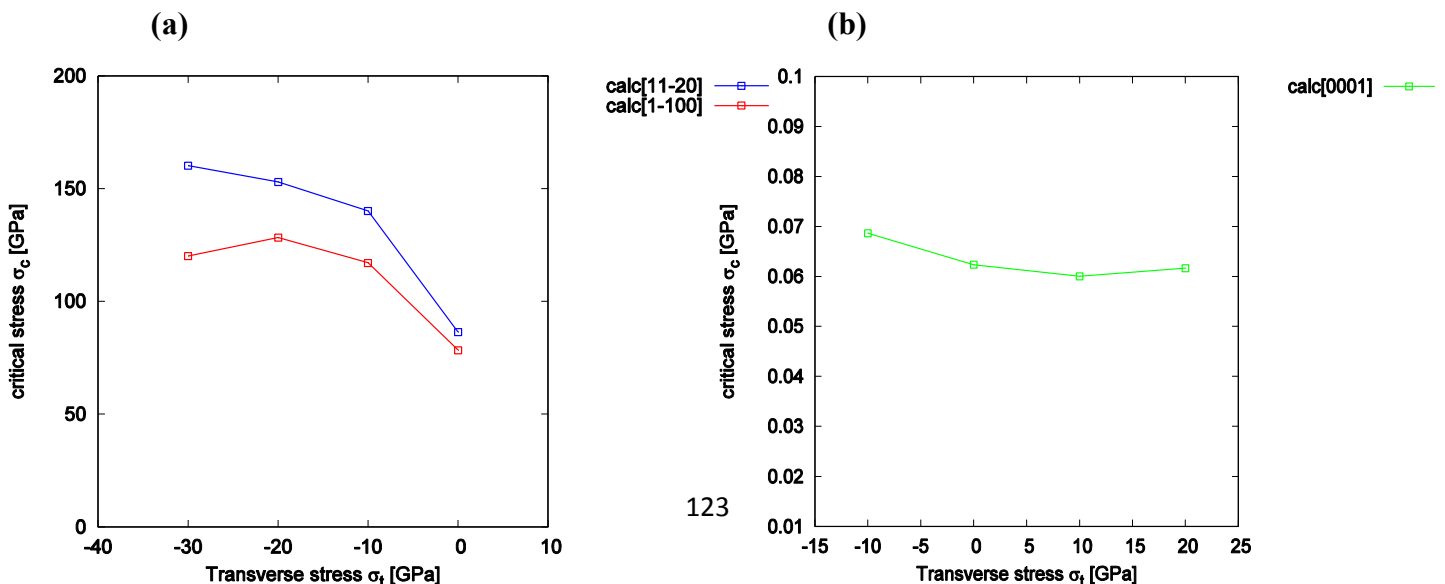 (a)
200
150
100
50
0
-40 -30 -20 -10 0 10
critical stress σc [GPa]
Transverse stress σt [GPa]
calc[11-20]
calc[1-100]
123
(b)
0.1
0.09
0.08
0.07
0.06
0.05
0.04
0.03
0.02
0.01
-15 -10 -5 0 5 10 15 20 25
critical stress σc [GPa]
Transverse stress σt [GPa]
calc[0001]